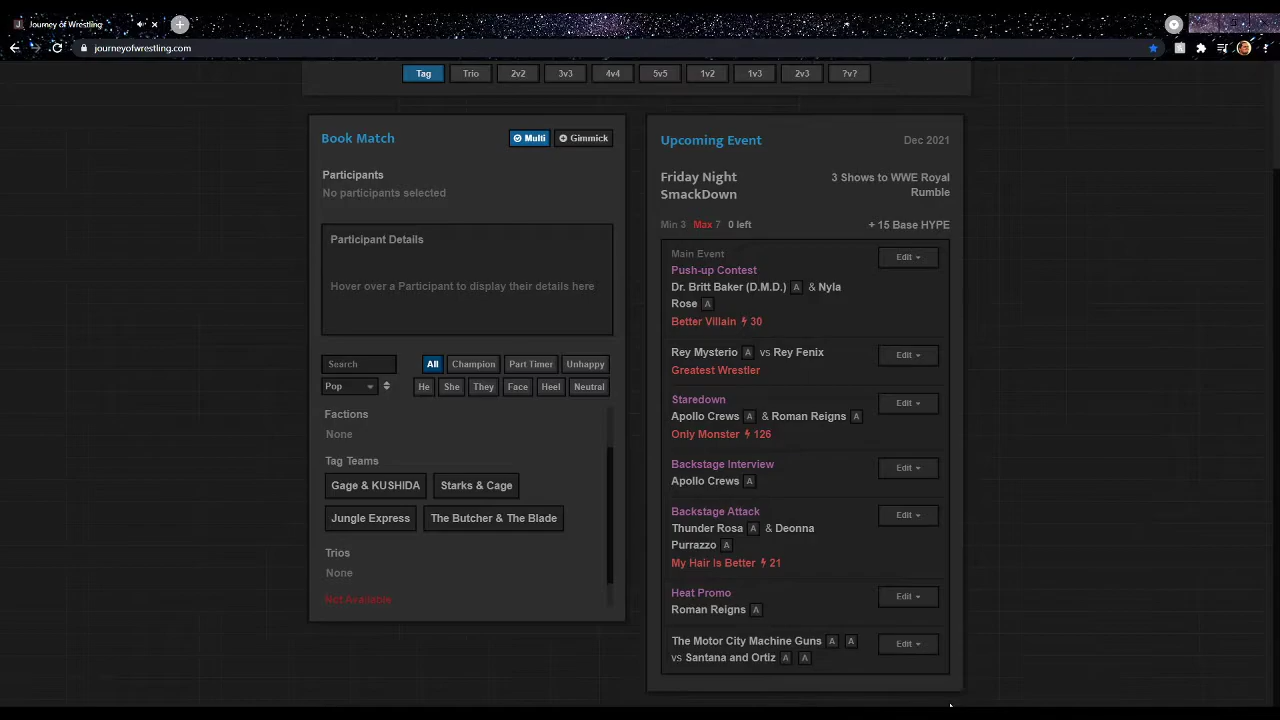 Journey of Wrestling
journeyofwrestling.com
Tag Trio 2v2 3v3 4v4 5v5 1v2 1v3 2v3 ?v?
Book Match
Multi Gimmick
Participants
No participants selected
Participant Details
Hover over a Participant to display their details here
Search All Champion Part Timer Unhappy
Pop He She They Face Heel Neutral
Factions
None
Tag Teams
Gage & KUSHIDA Starks & Cage
Jungle Express The Butcher & The Blade
Trios
None
Not Available
Upcoming Event Dec 2021
Friday Night
SmackDown
3 Shows to WWE Royal
Rumble
Min 3 Max 7 0 left + 15 Base HYPE
Main Event Edit
Push-up Contest
Dr. Britt Baker (D.M.D.) A & Nyla
Rose A
Better Villain 30
Rey Mysterio A vs Rey Fenix Edit
Greatest Wrestler
Staredown Edit
Apollo Crews A & Roman Reigns A
Only Monster 126
Backstage Interview Edit
Apollo Crews A
Backstage Attack Edit
Thunder Rosa A & Deonna
Purrazzo A
My Hair Is Better 21
Heat Promo Edit
Roman Reigns A
The Motor City Machine Guns A A Edit
vs Santana and Ortiz A A